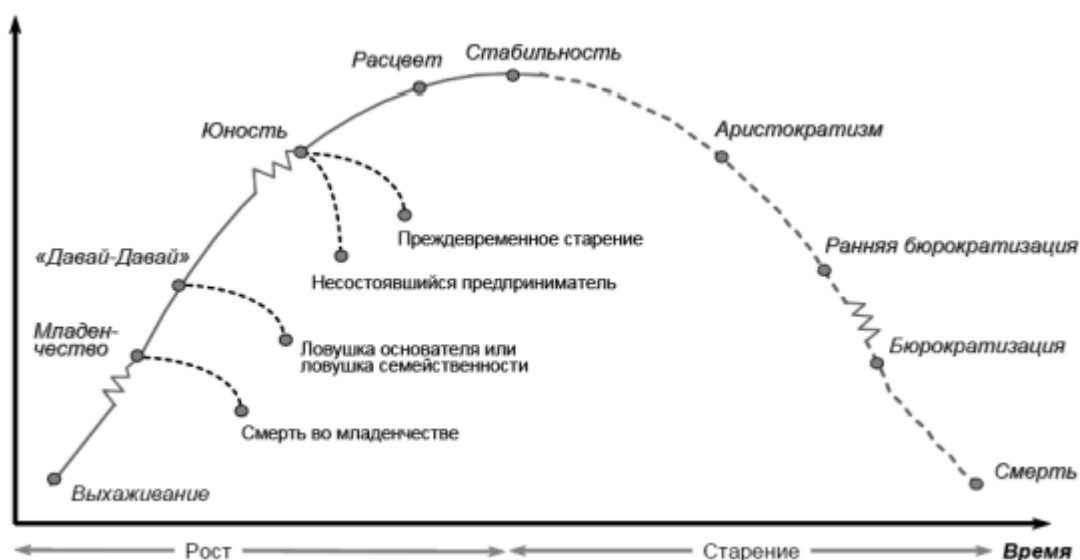 Стабильность
Расцвет
Юность
Аристократизм
Преждевременное старение
«Давай-Давай»
Ранняя бюрократизация
Несостоявшийся предприниматель
Младен-
чество
Ловушка основателя или
ловушка семейственности
Бюрократизация
Смерть во младенчестве
Смерть
Выхаживание
Рост
Старение
Время